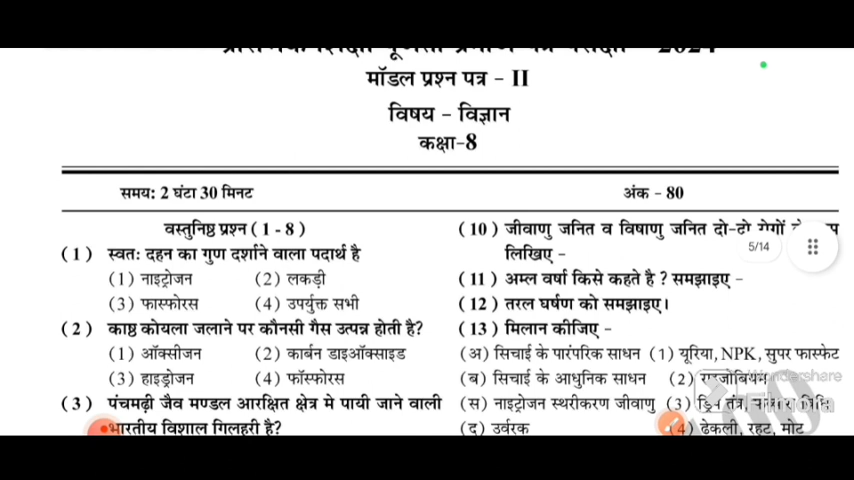 मॉडल प्रश्न पत्र - II
विषय - विज्ञान
कक्षा-8
समय: 2 घंटा 30 मिनट
अंक - 80
वस्तुनिष्ठ प्रश्न ( 1 - 8 )
( 1 ) स्वतः दहन का गुण दर्शाने वाला पदार्थ है
(1) नाइट्रोजन (2) लकड़ी
(3) फास्फोरस (4) उपर्युक्त सभी
( 2 ) काष्ठ कोयला जलाने पर कौनसी गैस उत्पन्न होती है?
(1) ऑक्सीजन (2) कार्बन डाइऑक्साइड
(3) हाइड्रोजन (4) फॉस्फोरस
( 3 ) पंचमढ़ी जैव मण्डल आरक्षित क्षेत्र मे पायी जाने वाली
भारतीय विशाल गिलहरी है?
( 10 ) जीवाणु जनित व विषाणु जनित दो-दो रोगों
लिखिए -
( 11 ) अम्ल वर्षा किसे कहते है ? समझाइए -
( 12 ) तरल घर्षण को समझाइए।
( 13 ) मिलान कीजिए -
(अ) सिचाई के पारंपरिक साधन (1) यूरिया, NPK, सुपर फास्फेट
(ब) सिचाई के आधुनिक साधन (2) राइजोबियम
(स) नाइट्रोजन स्थरीकरण जीवाणु (3) ड्रिप तंत्र,
(द) उर्वरक (4) ढेकली, रहट, मोट
5/14
Wondershare